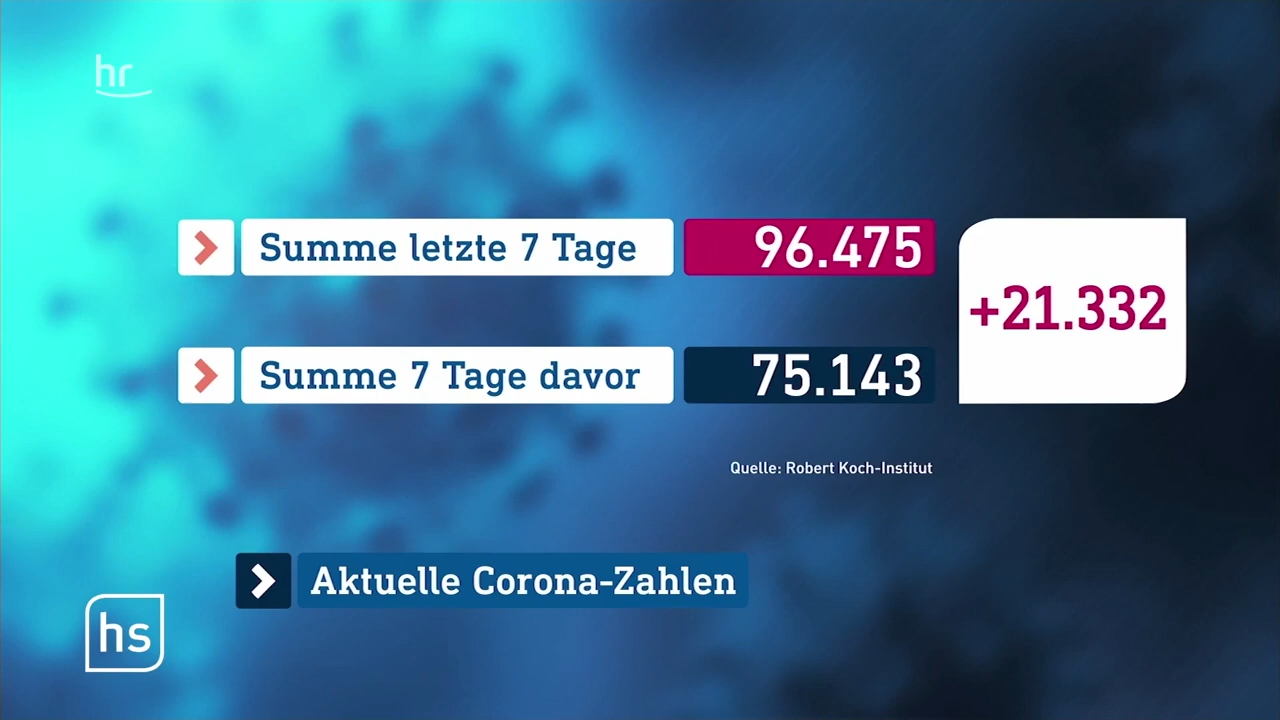 hr
Summe letzte 7 Tage 96.475
+21.332
Summe 7 Tage davor 75.143
Quelle: Robert Koch-Institut
Aktuelle Corona-Zahlen
hs